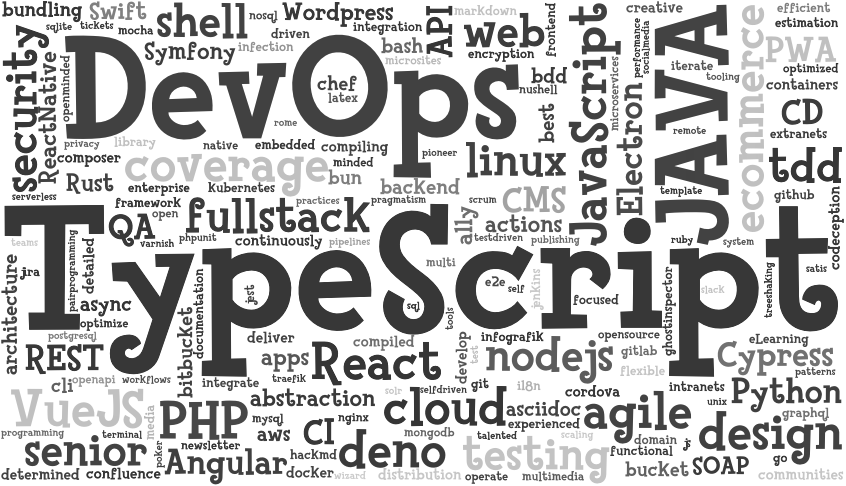 bundling
Swift
shell
nosql
Wordpress
API
markdown
web
frontend
creative
efficient
sqlite
tickets
mocha
driven
integration
estimation
Symfony
infection
bash
microsites
encryption
JavaScript
performance
socialmedia
JAVA
ecommerce
PWA
security
ReactNative
openminded
DevOps
chef
latex
bdd
nushell
iterate
tooling
optimized
containers
microservices
best
Electron
remote
CD
extranets
privacy
library
rome
native
embedded
compiling
pioneer
linux
tdd
composer
coverage
minded
bun
backend
Rust
enterprise
kubernetes
pragmatism
scrum
CMS
template
github
serverless
framework
practices
fullstack
a11y
actions
codeception
teams
QA
open
varnish
phpunit
continuously
pipelines
testdriven
publishing
ruby
system
TypeScript
architecture
jra
pairprogramming
detailed
multi
e2e
self
jenkins
focused
ghostinspector
slack
treeshaking
satis
async
documentation
jest
sql
optimize
bitbucket
tools
postgresql
deliver
compiled
infografik
opensource
eLearning
REST
apps
React
develop
test
nodejs
gitlab
flexible
Cypress
patterns
cli
openapi
workflows
integrate
traefik
solr
selfdriven
git
i18n
cordova
intranets
Python
VueJS
media
PHP
abstraction
mysql
nginx
cloud
asciidoc
experienced
agile
unix
graphql
programming
terminal
newsletter
aws
CI
mongodb
talented
scaling
domain
js
design
senior
poker
Angular
hackmd
deno
testing
functional
go
determined
confluence
docker
wizard
distribution
operate
multimedia
bucket
SOAP
communities